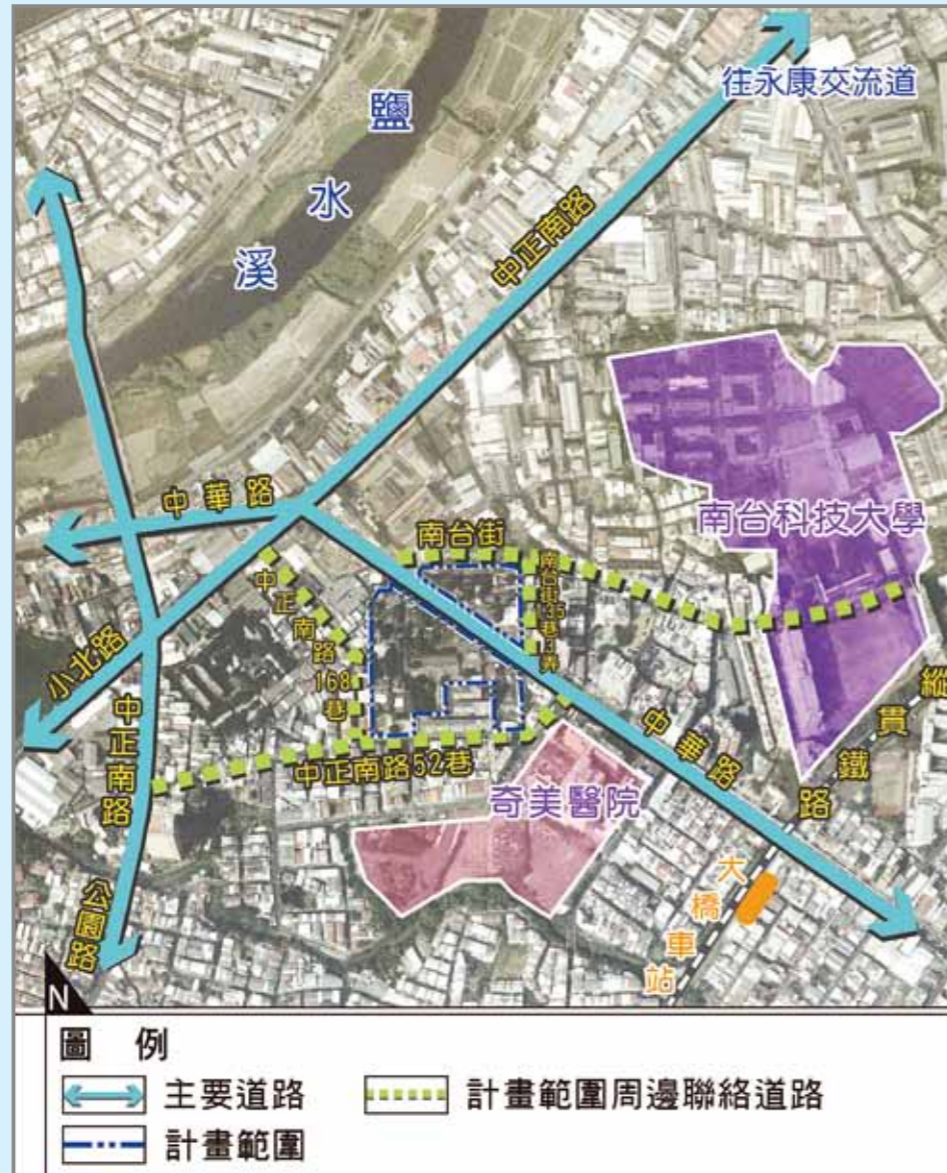 鹽水溪
往永康交流道
中正南路
中華路
南台街
南台街35巷3弄
南台科技大學
中正南路168巷
小北路
中正南路
中正南路52巷
中華路
奇美醫院
縱貫鐵路
大橋車站
公園路
N
圖 例
主要道路
計畫範圍周邊聯絡道路
計畫範圍